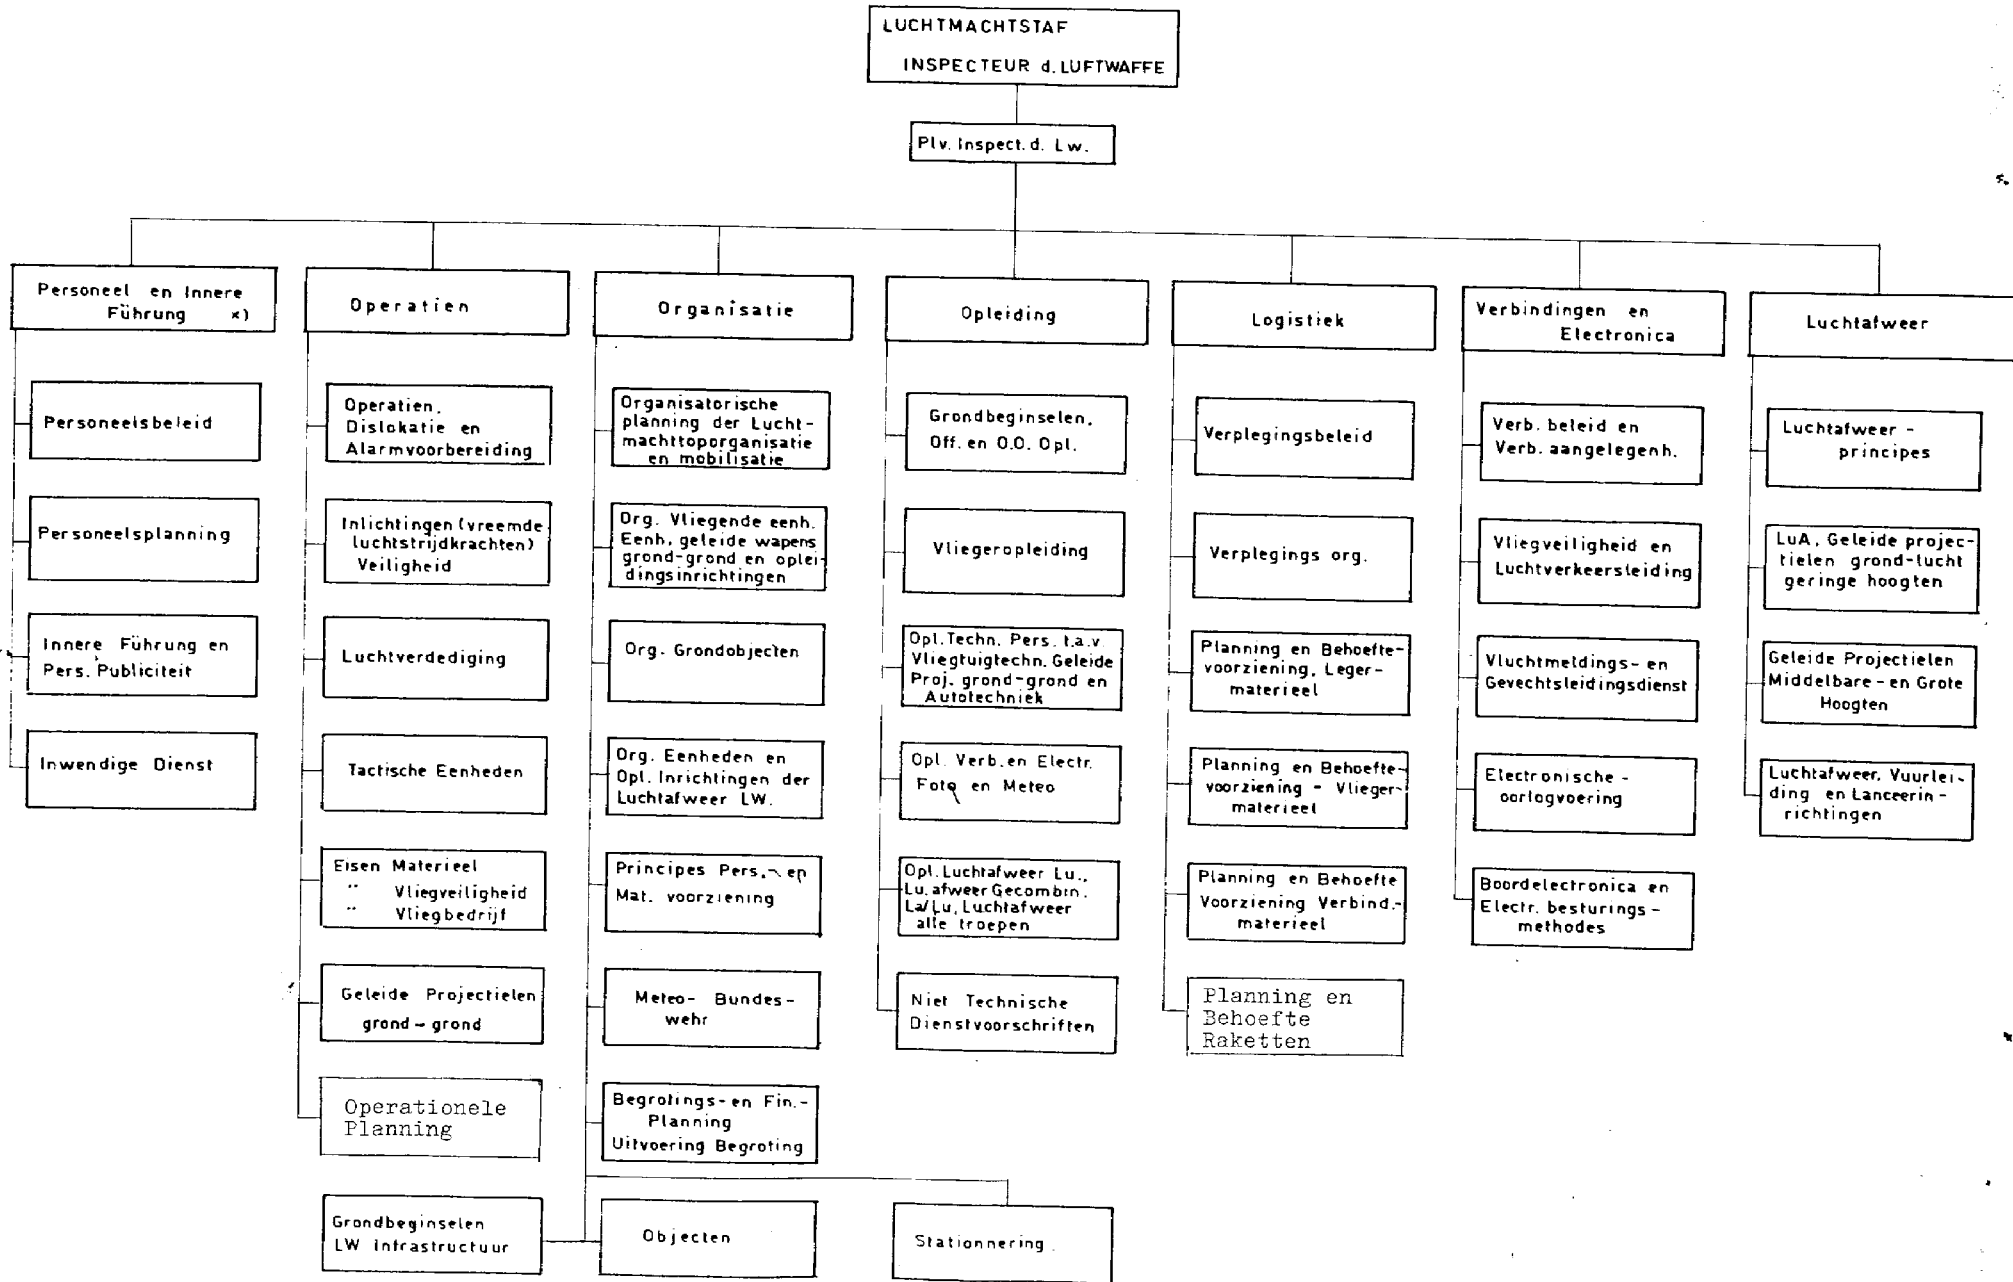 LUCHTMACHTSTAF
INSPECTEUR d. LUFTWAFFE
Plv. Inspect. d. Lw.
Personeel en Innere
Führung x)
Personeelsbeleid
Personeelsplanning
Innere Führung en
Pers. Publiciteit
Inwendige Dienst
Operatiën
Operatiën,
Dislokatie en
Alarmvoorbereiding
Inlichtingen (vreemde
luchtstrijdkrachten)
Veiligheid
Luchtverdediging
Tactische Eenheden
Eisen Materieel
" Vliegveiligheid
" Vliegbedrijf
Geleide Projectielen
grond - grond
Operationele
Planning
Organisatie
Organisatorische
planning der Lucht-
machttoporganisatie
en mobilisatie
Org. Vliegende eenh.
Eenh. geleide wapens
grond-grond en oplei-
dingsinrichtingen
Org. Grondobjecten
Org. Eenheden en
Opl. Inrichtingen der
Luchtafweer LW.
Principes Pers. - en
Mat. voorziening
Meteo- Bundes-
wehr
Begrotings- en Fin.-
Planning
Uitvoering Begroting
Grondbeginselen
LW infrastructuur
Objecten
Stationnering.
Opleiding
Grondbeginselen,
Off. en O.O. Opl.
Vliegeropleiding
Opl. Techn. Pers. t.a.v.
Vliegtuigtechn. Geleide
Proj. grond-grond en
Autotechniek
Opl. Verb. en Electr.
Foto en Meteo
Opl. Luchtafweer Lu.,
Lu. afweer Gecombin.
La/Lu, Luchtafweer
alle troepen
Niet Technische
Dienstvoorschriften
Logistiek
Verplegingsbeleid
Verplegings org.
Planning en Behoefte-
voorziening, Leger-
materieel
Planning en Behoefte-
voorziening - Vlieger-
materieel
Planning en Behoefte
Voorziening Verbind.-
materieel
Planning en
Behoefte
Raketten
Verbindingen en
Electronica
Verb. beleid en
Verb. aangelegenh.
Vliegveiligheid en
Luchtverkeersleiding
Vluchtmeldings- en
Gevechtsleidingsdienst
Electronische -
oorlogvoering
Boordelectronica en
Electr. besturings -
methodes
Luchtafweer
Luchtafweer -
principes
LuA, Geleide projec-
tielen grond-lucht
geringe hoogten
Geleide Projectielen
Middelbare - en Grote
Hoogten
Luchtafweer, Vuurlei-
ding en Lanceerin -
richtingen